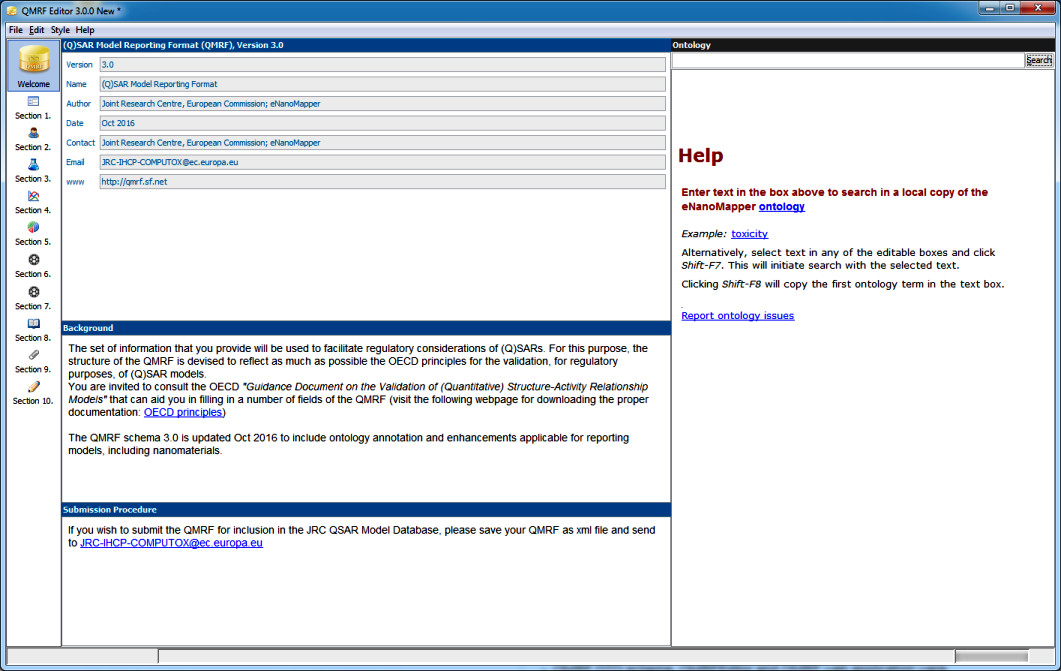 QMRF Editor 3.0.0 New *
File Edit Style Help
Welcome
Section 1.
Section 2.
Section 3.
Section 4.
Section 5.
Section 6.
Section 7.
Section 8.
Section 9.
Section 10.
(Q)SAR Model Reporting Format (QMRF), Version 3.0
Version 3.0
Name (Q)SAR Model Reporting Format
Author Joint Research Centre, European Commission; eNanoMapper
Date Oct 2016
Contact Joint Research Centre, European Commission; eNanoMapper
Email JRC-IHCP-COMPUTOX@ec.europa.eu
www http://qmrf.sf.net
Background
The set of information that you provide will be used to facilitate regulatory considerations of (Q)SARs. For this purpose, the
structure of the QMRF is devised to reflect as much as possible the OECD principles for the validation, for regulatory
purposes, of (Q)SAR models.
You are invited to consult the OECD "Guidance Document on the Validation of (Quantitative) Structure-Activity Relationship
Models" that can aid you in filling in a number of fields of the QMRF (visit the following webpage for downloading the proper
documentation: OECD principles)
The QMRF schema 3.0 is updated Oct 2016 to include ontology annotation and enhancements applicable for reporting
models, including nanomaterials.
Submission Procedure
If you wish to submit the QMRF for inclusion in the JRC QSAR Model Database, please save your QMRF as xml file and send
to JRC-IHCP-COMPUTOX@ec.europa.eu
Ontology
Search
Help
Enter text in the box above to search in a local copy of the
eNanoMapper ontology
Example: toxicity
Alternatively, select text in any of the editable boxes and click
Shift-F7. This will initiate search with the selected text.
Clicking Shift-F8 will copy the first ontology term in the text box.
.
Report ontology issues